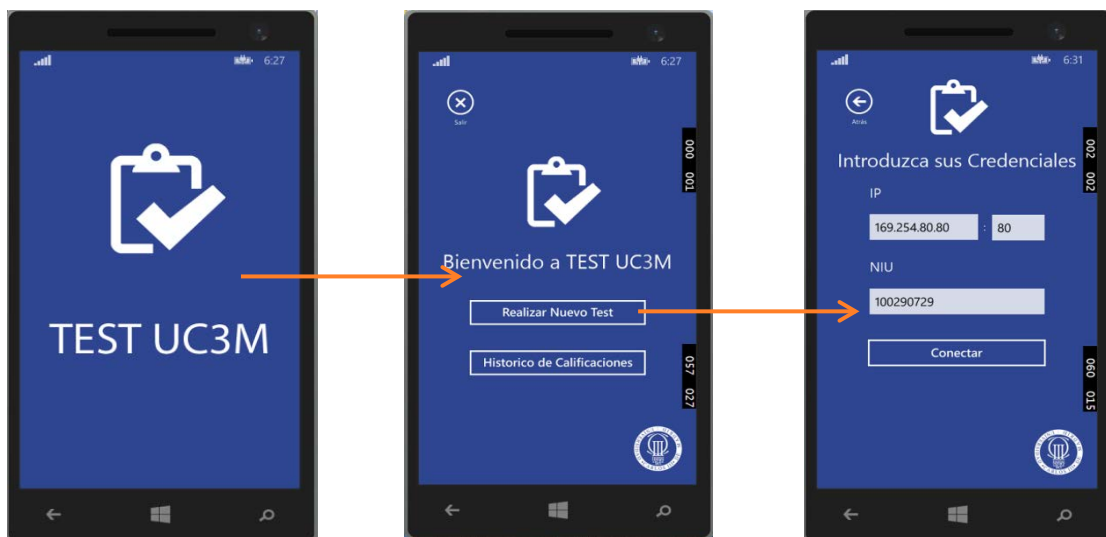 6:27
TEST UC3M
6:27
Salir
000 001
Bienvenido a TEST UC3M
Realizar Nuevo Test
Historico de Calificaciones
057 027
6:31
Atrás
002 002
Introduzca sus Credenciales
IP
169.254.80.80 : 80
NIU
100290729
Conectar
060 015